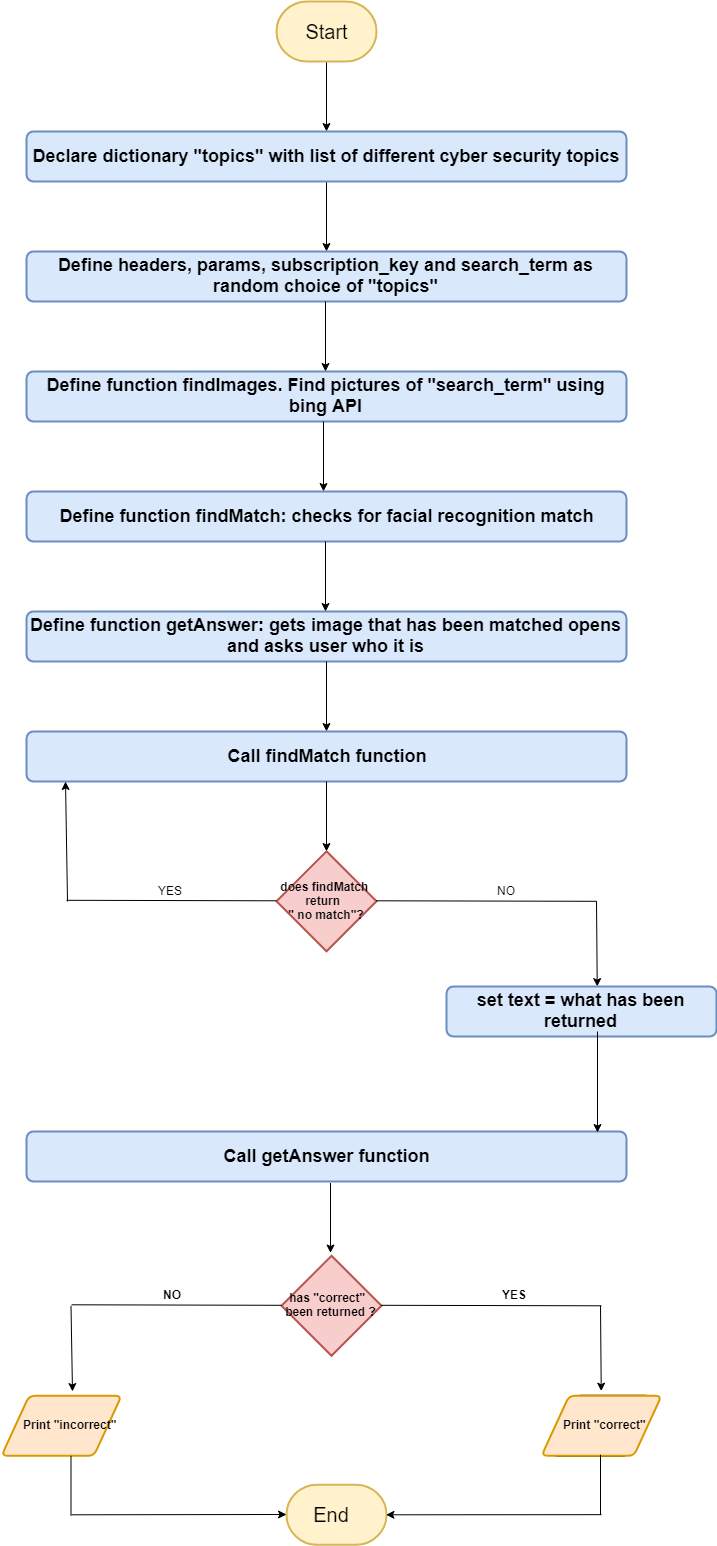 Start
Declare dictionary "topics" with list of different cyber security topics
Define headers, params, subscription_key and search_term as
random choice of "topics"
Define function findImages. Find pictures of "search_term" using
bing API
Define function findMatch: checks for facial recognition match
Define function getAnswer: gets image that has been matched opens
and asks user who it is
Call findMatch function
does findMatch
return
" no match"?
YES
NO
set text = what has been
returned
Call getAnswer function
has "correct"
been returned ?
NO
YES
Print "incorrect"
Print "correct"
End